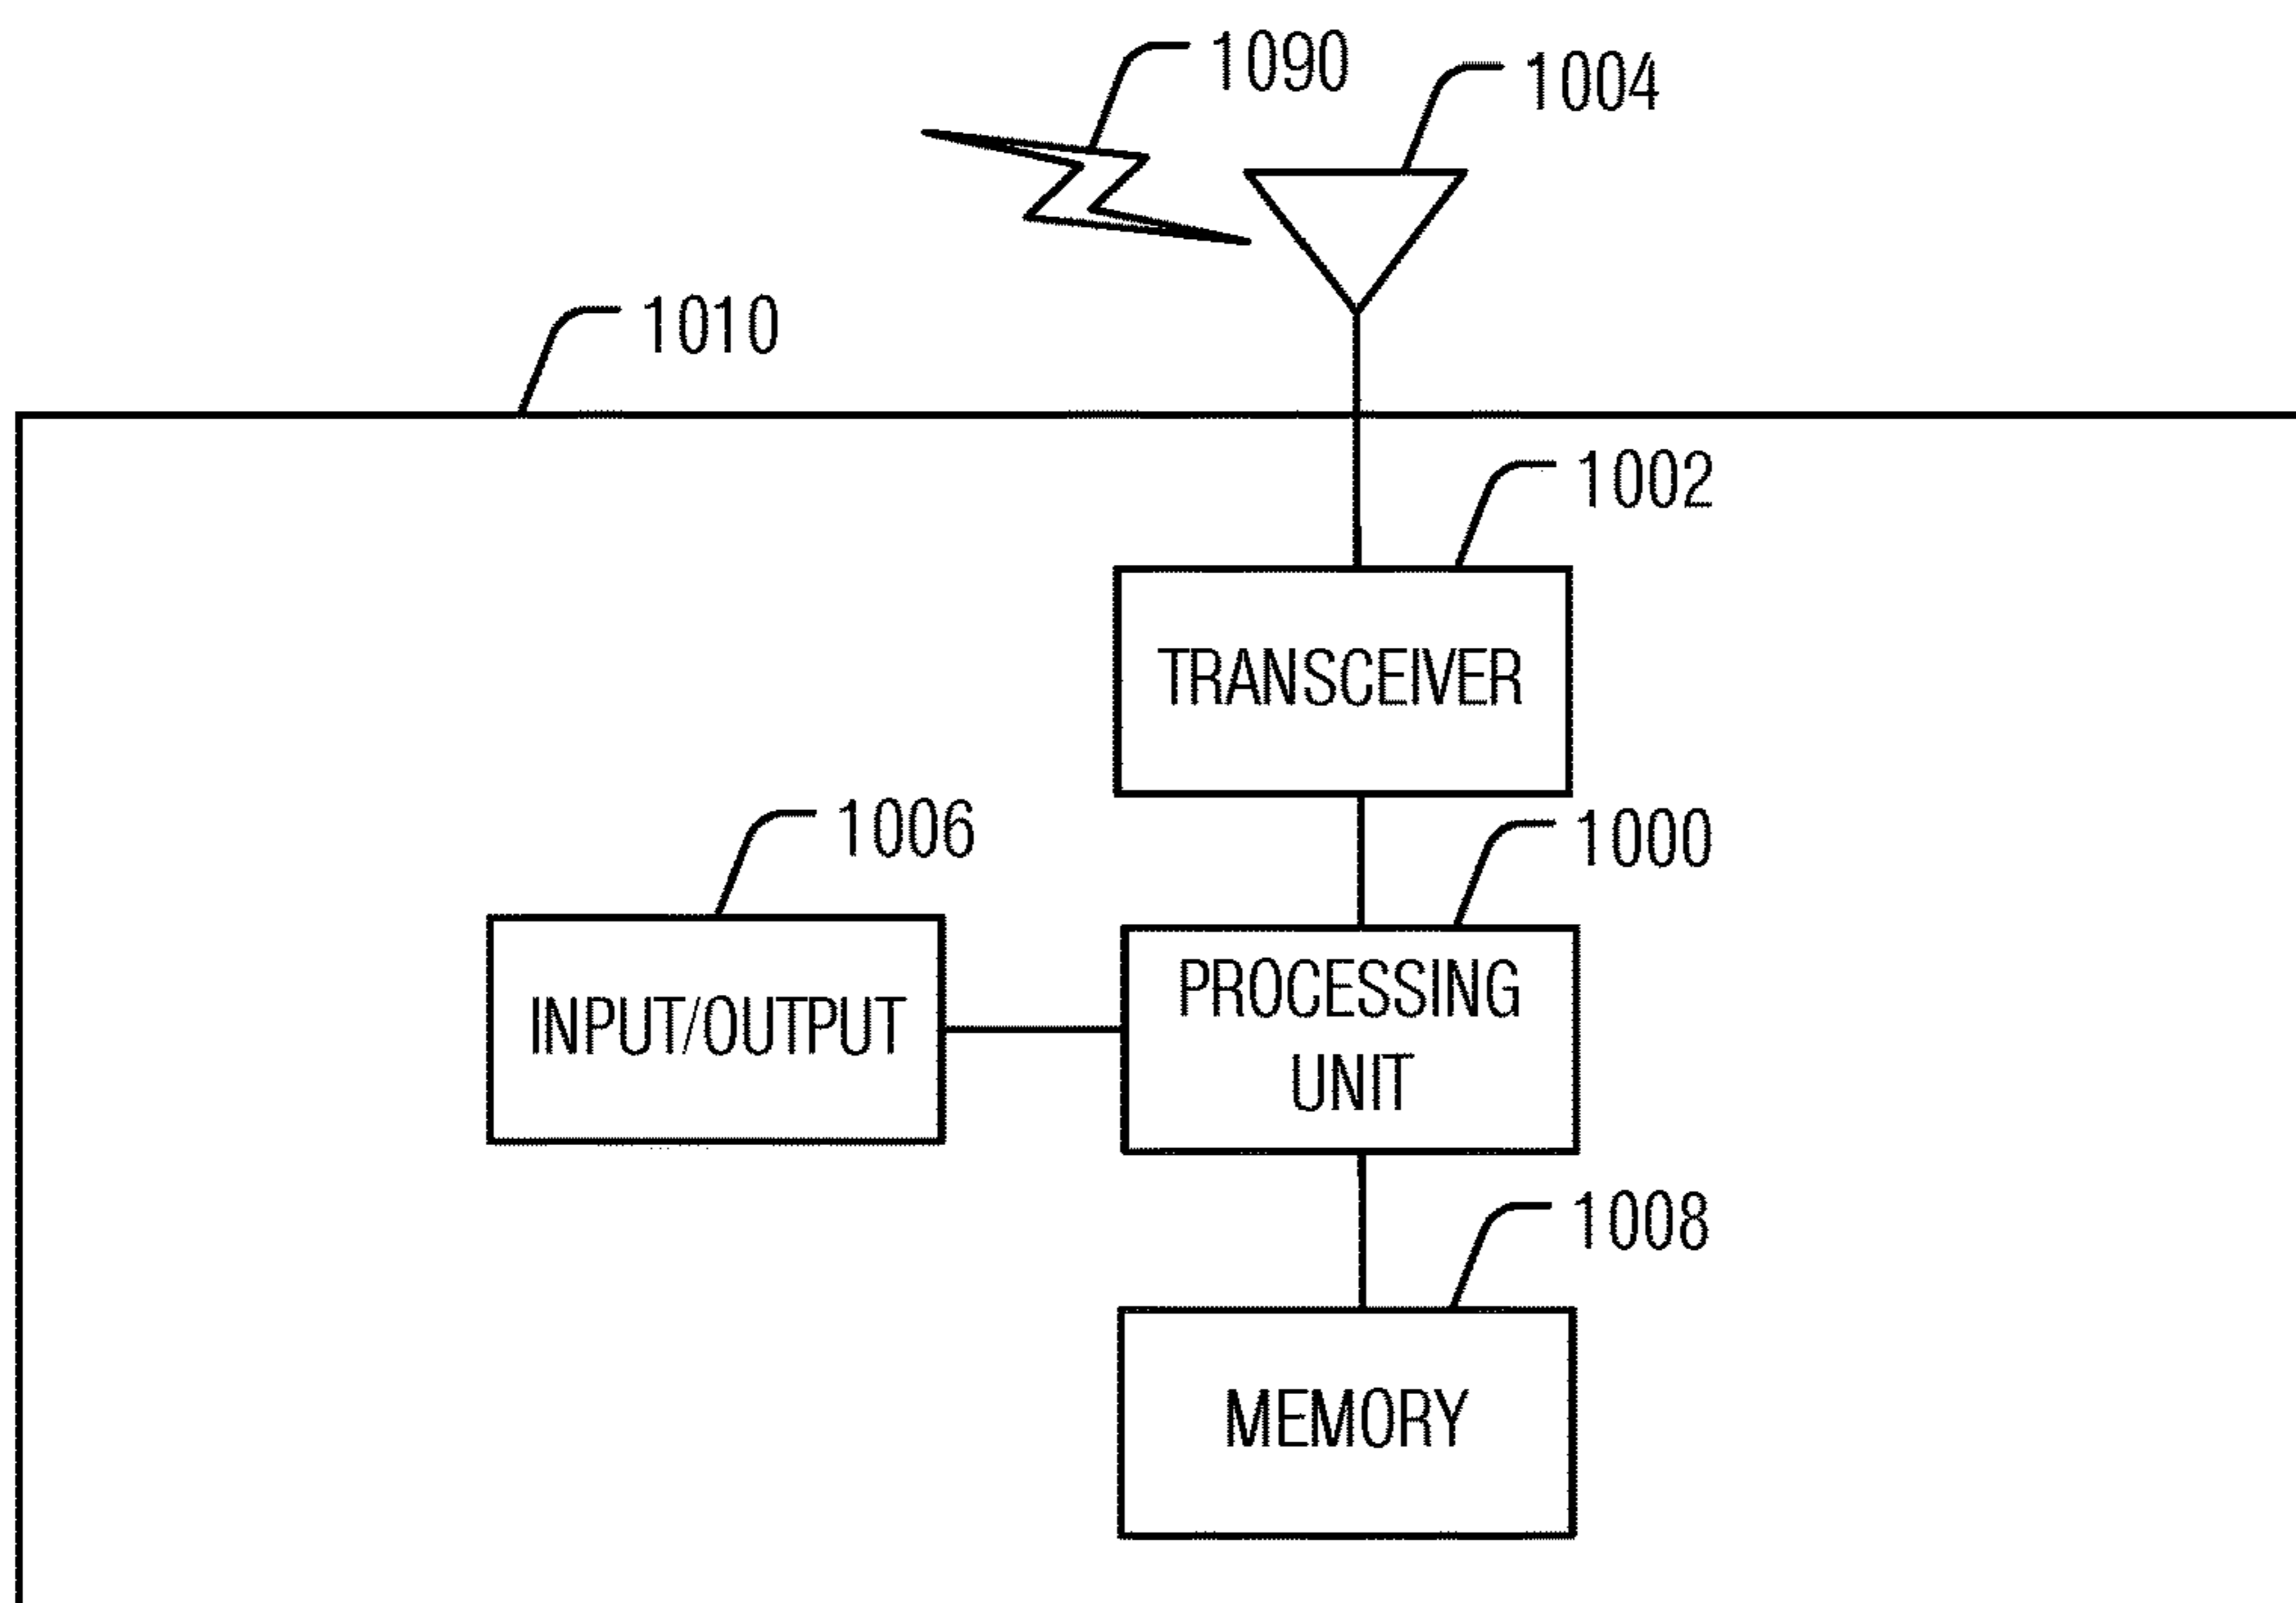 1090
1004
1010
1002
TRANSCEIVER
1006
1000
INPUT/OUTPUT
PROCESSING
UNIT
1008
MEMORY